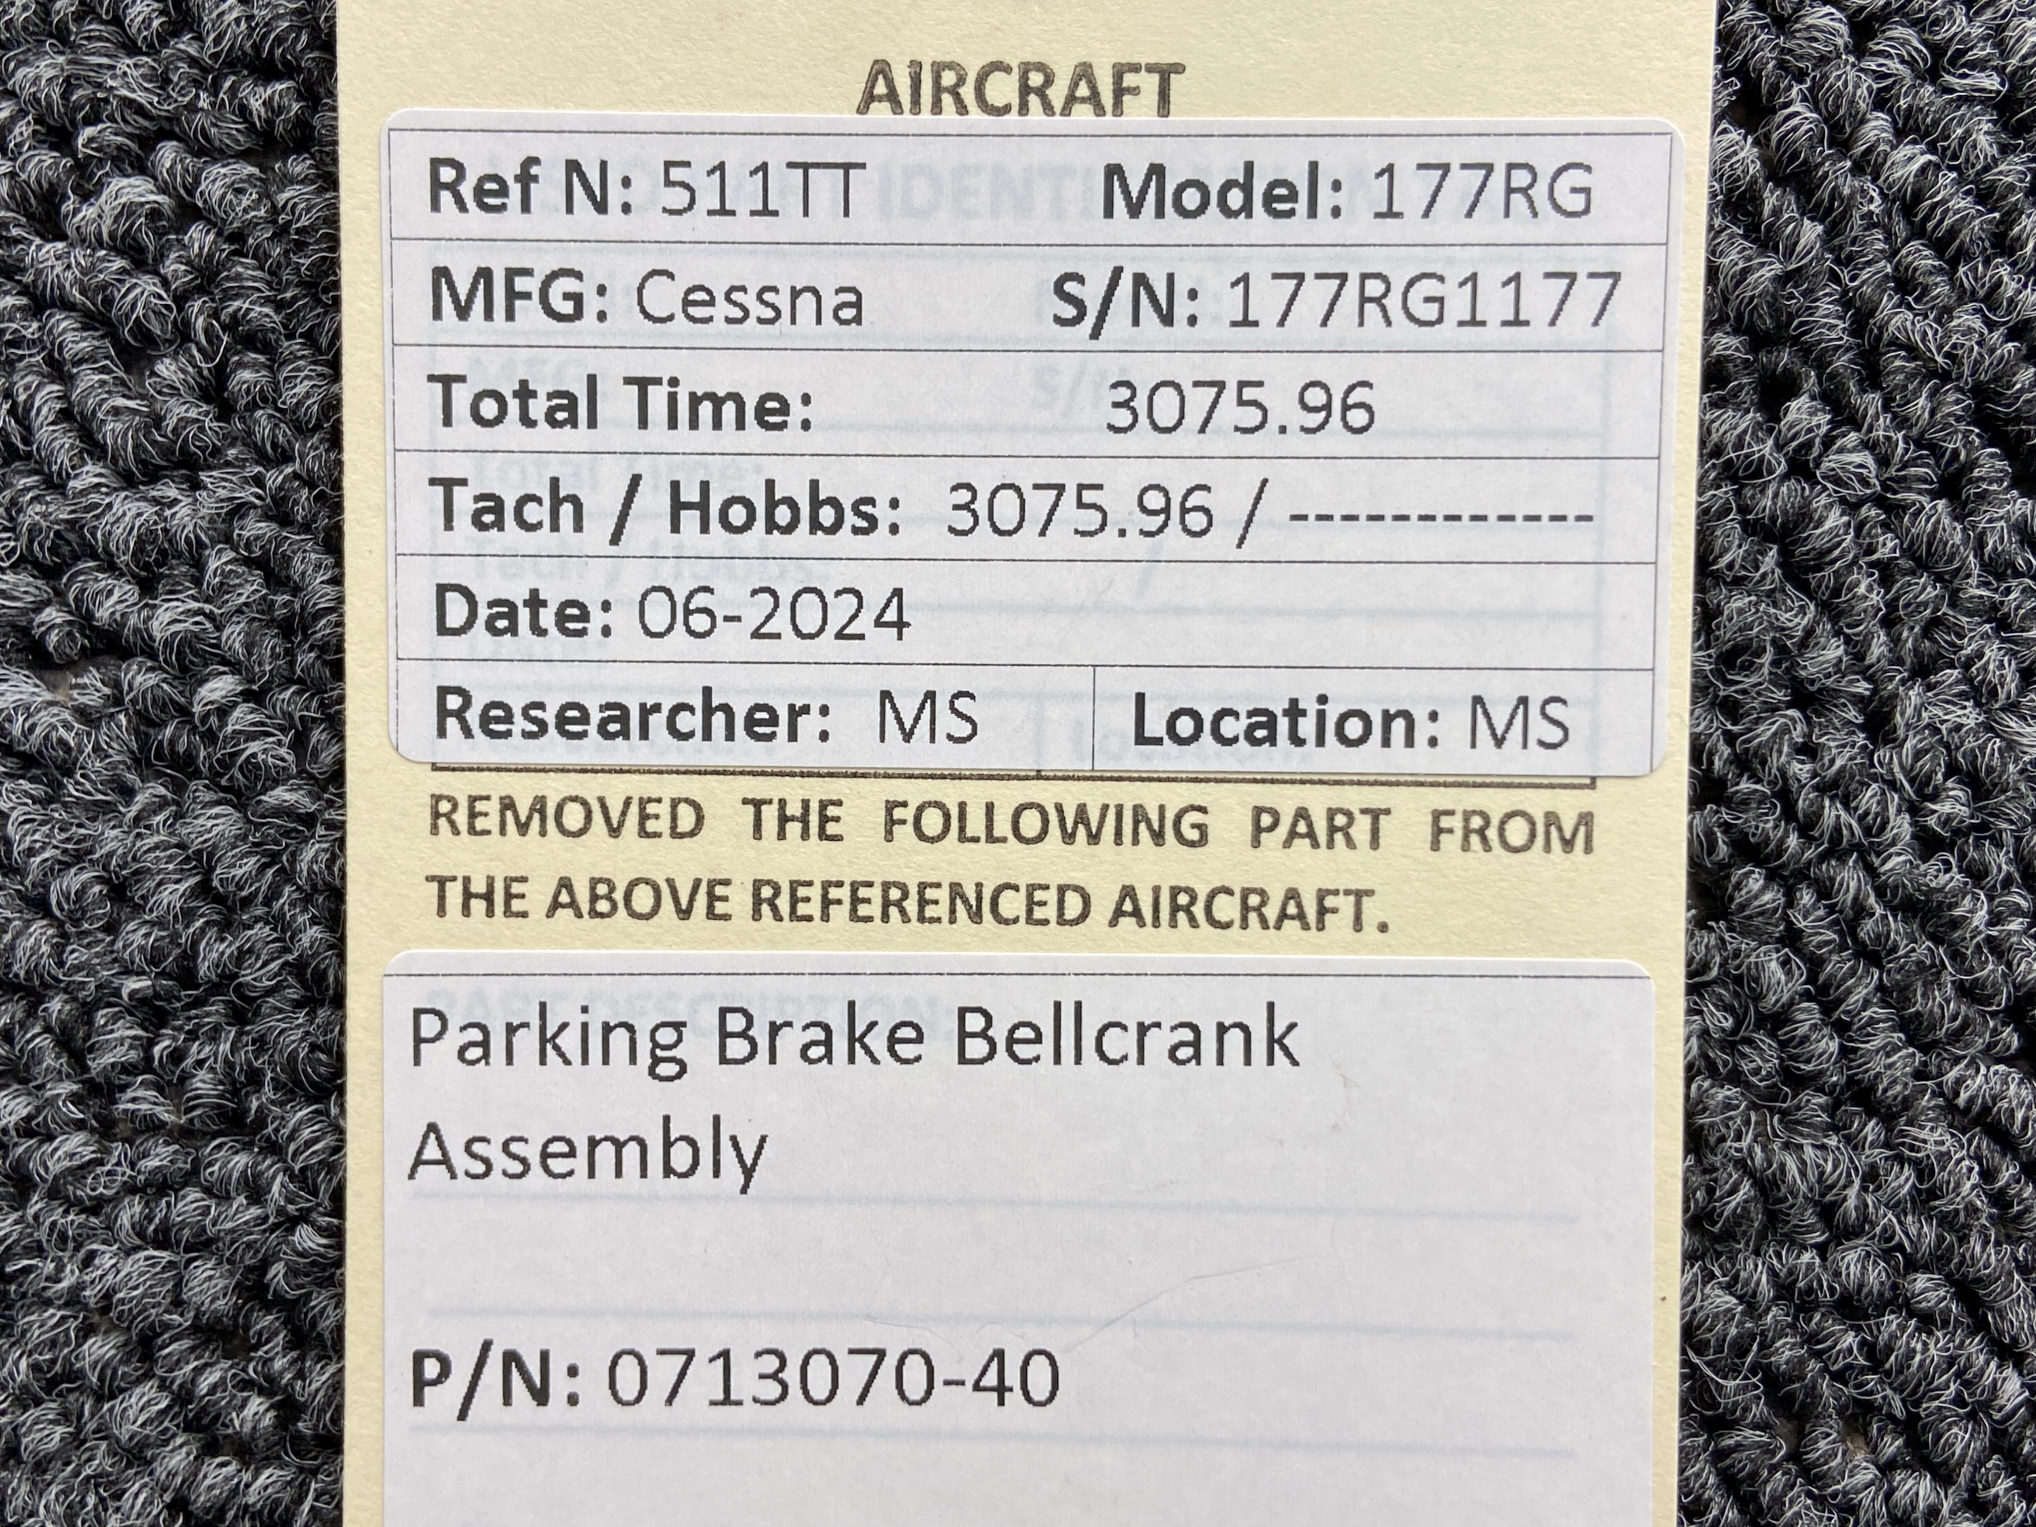 AIRCRAFT
Ref N: 511TT Model: 177RG
MFG: Cessna S/N: 177RG1177
Total Time: 3075.96
Tach / Hobbs: 3075.96 / ------------
Date: 06-2024
Researcher: MS Location: MS
REMOVED THE FOLLOWING PART FROM
THE ABOVE REFERENCED AIRCRAFT.
Parking Brake Bellcrank
Assembly
P/N: 0713070-40